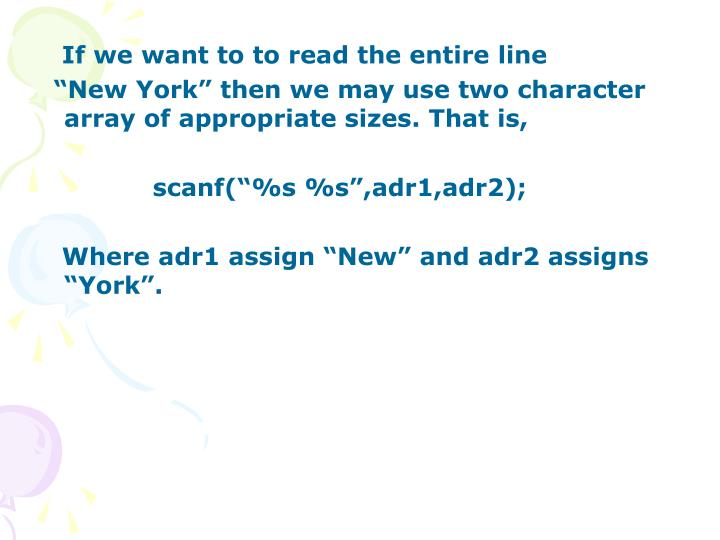 If we want to to read the entire line
“New York” then we may use two character
array of appropriate sizes. That is,
scanf(“%s %s”,adr1,adr2);
Where adr1 assign “New” and adr2 assigns
“York”.